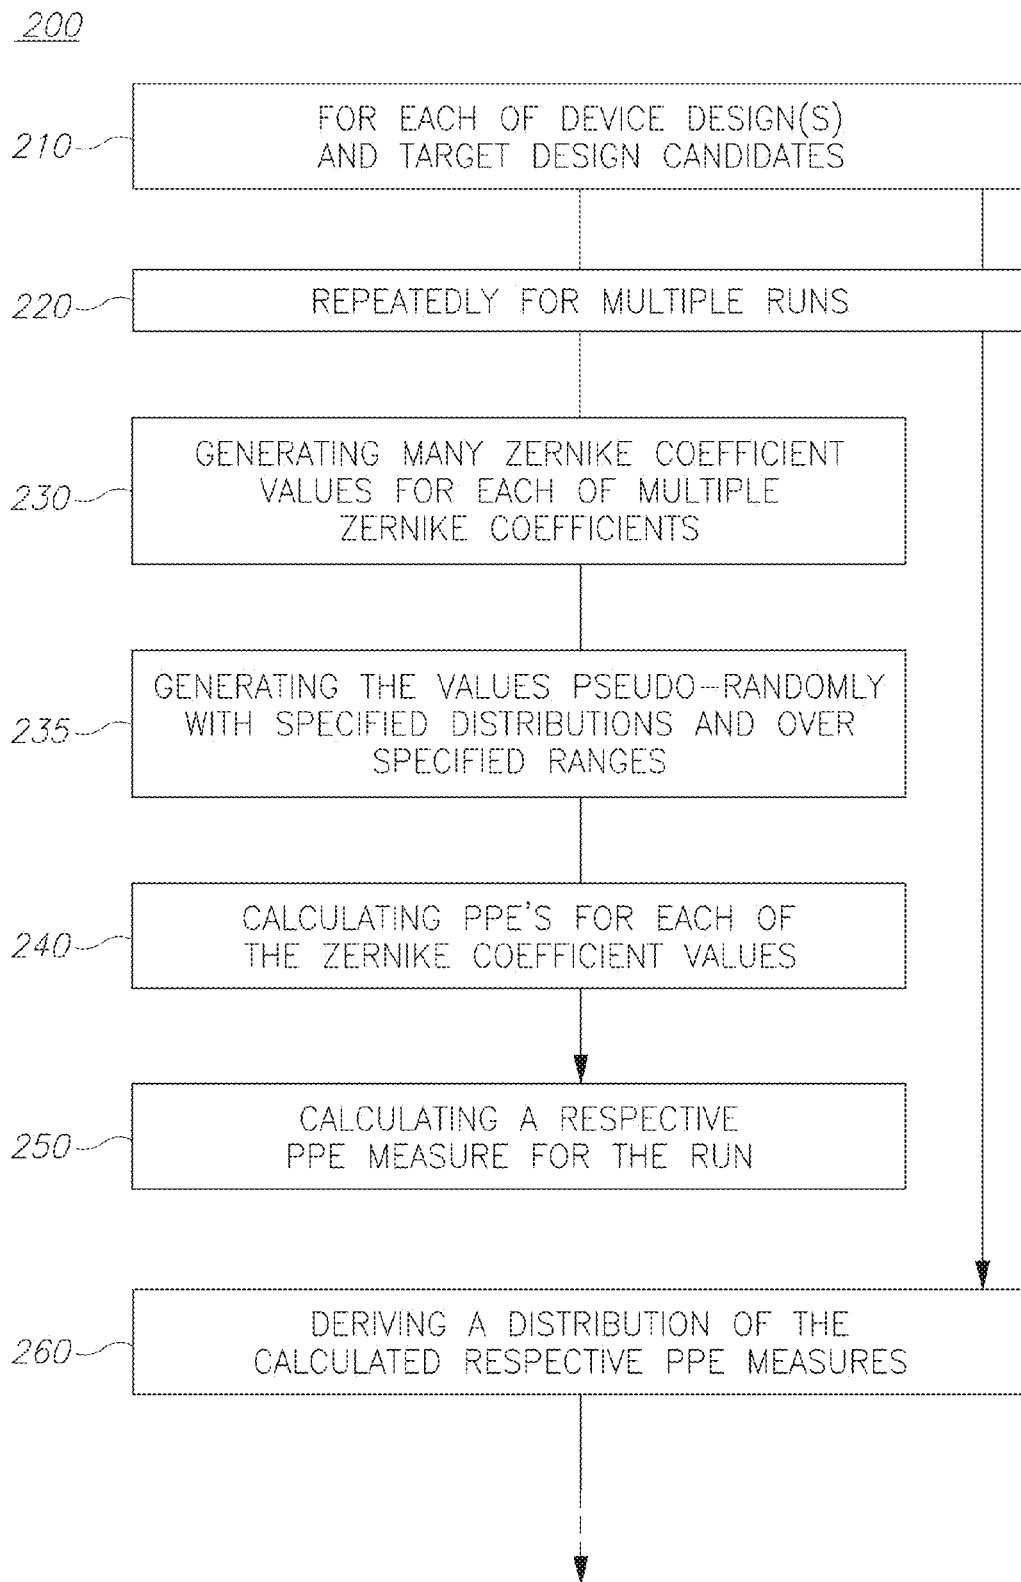 200
210
FOR EACH OF DEVICE DESIGN(S)
AND TARGET DESIGN CANDIDATES
220
REPEATEDLY FOR MULTIPLE RUNS
230
GENERATING MANY ZERNIKE COEFFICIENT
VALUES FOR EACH OF MULTIPLE
ZERNIKE COEFFICIENTS
235
GENERATING THE VALUES PSEUDO-RANDOMLY
WITH SPECIFIED DISTRIBUTIONS AND OVER
SPECIFIED RANGES
240
CALCULATING PPE'S FOR EACH OF
THE ZERNIKE COEFFICIENT VALUES
250
CALCULATING A RESPECTIVE
PPE MEASURE FOR THE RUN
260
DERIVING A DISTRIBUTION OF THE
CALCULATED RESPECTIVE PPE MEASURES